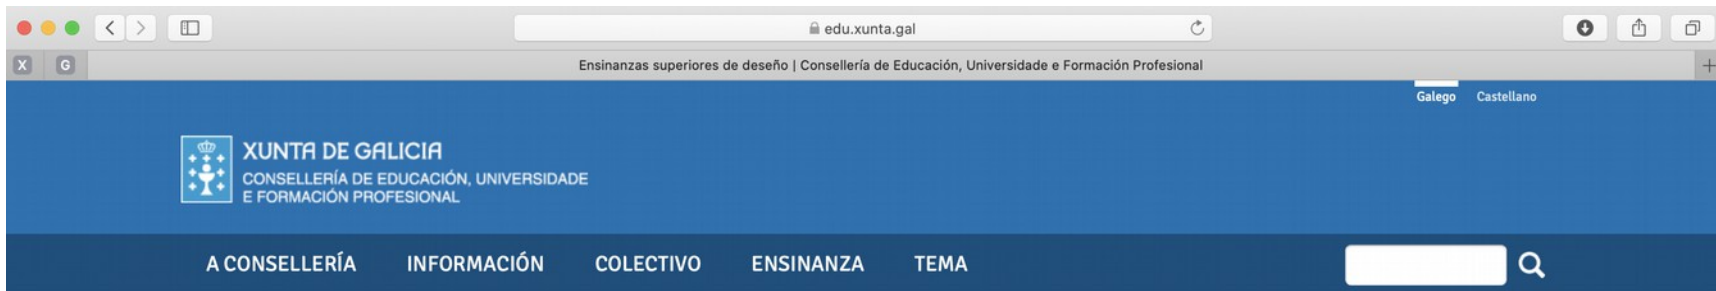 edu.xunta.gal
X G Ensinanzas superiores de deseño | Consellería de Educación, Universidade e Formación Profesional
Galego Castellano
XUNTA DE GALICIA
CONSELLERÍA DE EDUCACIÓN, UNIVERSIDADE
E FORMACIÓN PROFESIONAL
A CONSELLERÍA INFORMACIÓN COLECTIVO ENSINANZA TEMA